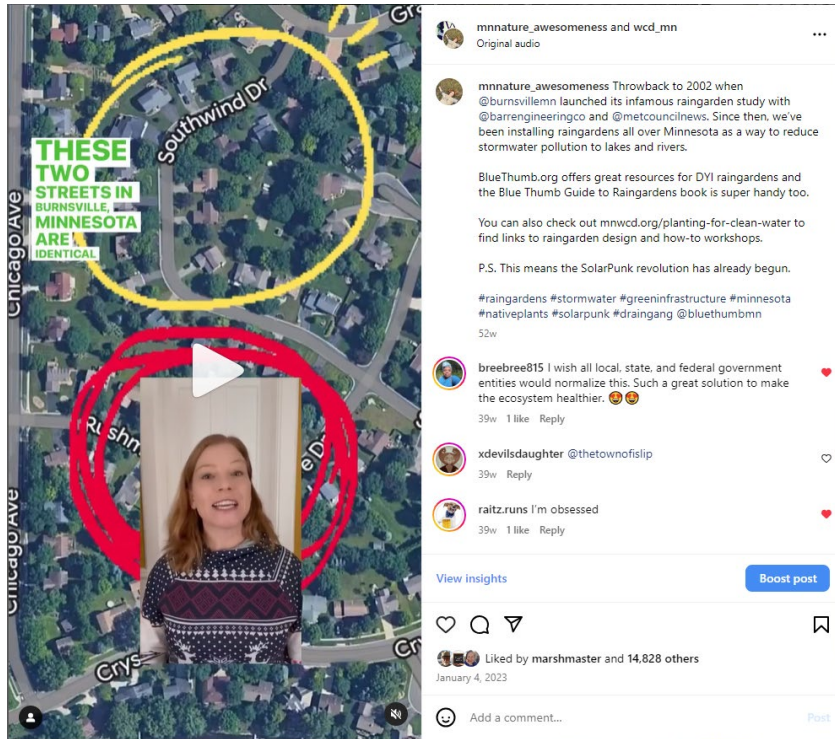 Gra
Southwind Dr
THESE
TWO
STREETS IN
BURNSVILLE,
MINNESOTA
ARE
IDENTICAL
Chicago Ave
Rushm
e Dr
Chicago Ave
Crys
Cry
mnnature_awesomeness and wcd_mn
Original audio
mnnature_awesomeness Throwback to 2002 when
@burnsvillemn launched its infamous raingarden study with
@barrengineeringco and @metcouncilnews. Since then, we've
been installing raingardens all over Minnesota as a way to reduce
stormwater pollution to lakes and rivers.
BlueThumb.org offers great resources for DYI raingardens and
the Blue Thumb Guide to Raingardens book is super handy too.
You can also check out mnwcd.org/planting-for-clean-water to
find links to raingarden design and how-to workshops.
P.S. This means the SolarPunk revolution has already begun.
#raingardens #stormwater #greeninfrastructure #minnesota
#nativeplants #solarpunk #draingang @bluethumbmn
52w
breebree815 I wish all local, state, and federal government
entities would normalize this. Such a great solution to make
the ecosystem healthier. 🤩🤩
39w 1 like Reply
xdevilsdaughter @thetownofislip
39w Reply
raitz.runs I'm obsessed
39w 1 like Reply
View insights
Boost post
Liked by marshmaster and 14,828 others
January 4, 2023
Add a comment...
Post